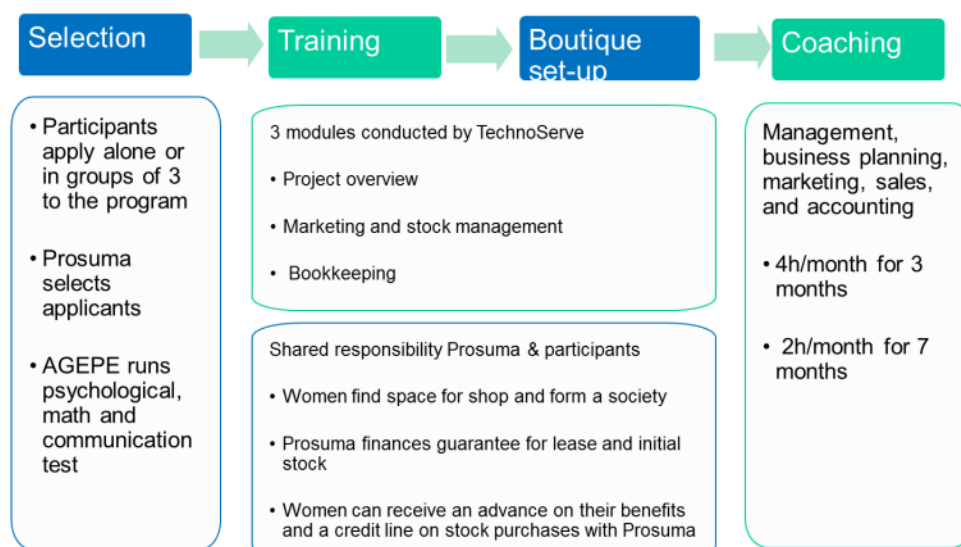 Selection
Training
Boutique
set-up
Coaching
• Participants
apply alone or
in groups of 3
to the program
• Prosuma
selects
applicants
• AGEPE runs
psychological,
math and
communication
test
3 modules conducted by TechnoServe
• Project overview
• Marketing and stock management
• Bookkeeping
Shared responsibility Prosuma & participants
• Women find space for shop and form a society
• Prosuma finances guarantee for lease and initial
stock
• Women can receive an advance on their benefits
and a credit line on stock purchases with Prosuma
Management,
business planning,
marketing, sales,
and accounting
• 4h/month for 3
months
• 2h/month for 7
months